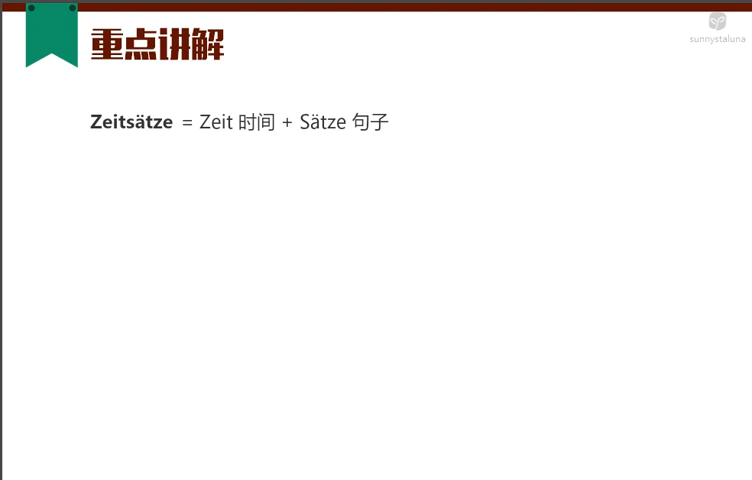 sunnystaluna
重点讲解
Zeitsätze = Zeit 时间 + Sätze 句子